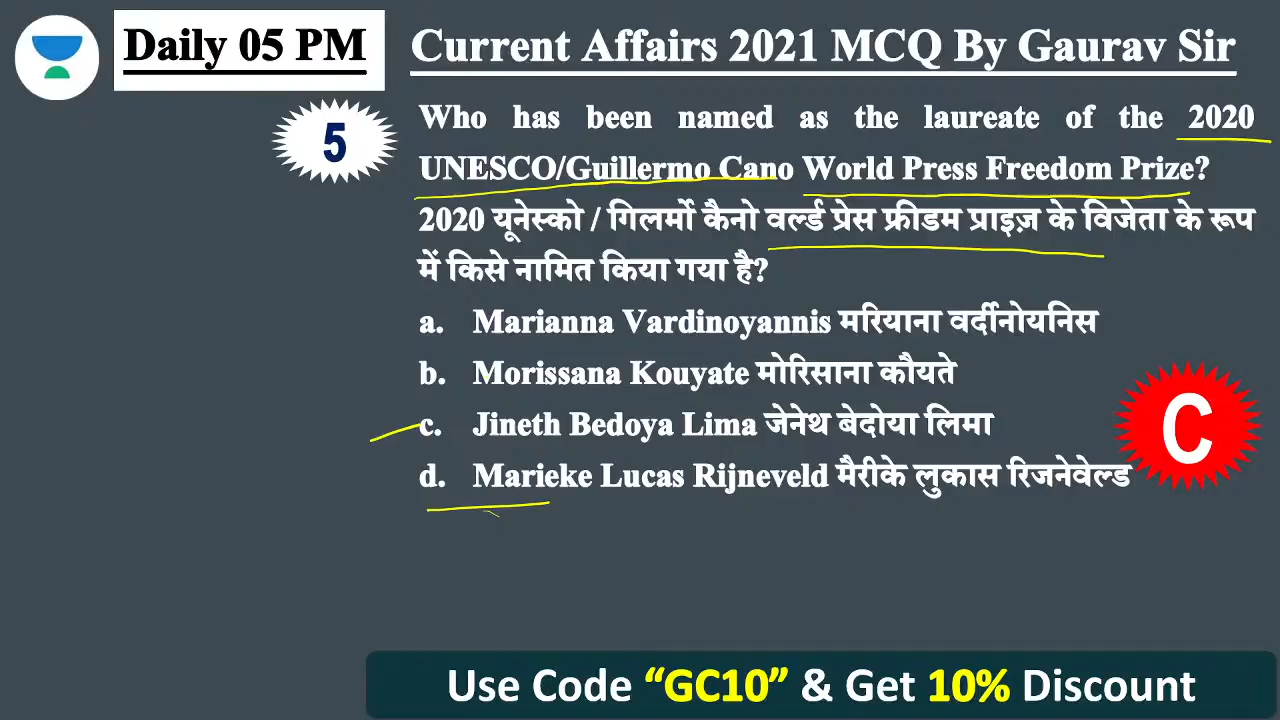 Daily 05 PM
Current Affairs 2021 MCQ By Gaurav Sir
5
Who has been named as the laureate of the 2020
UNESCO/Guillermo Cano World Press Freedom Prize?
2020 यूनेस्को / गिलर्मो कैनो वर्ल्ड प्रेस फ्रीडम प्राइज़ के विजेता के रूप
में किसे नामित किया गया है?
a. Marianna Vardinoyannis मरियाना वर्दीनोयनिस
b. Morissana Kouyate मोरिसाना कौयते
c. Jineth Bedoya Lima जेनेथ बेदोया लिमा
d. Marieke Lucas Rijneveld मैरीके लुकास रिजनेवेल्ड
C
Use Code “GC10” & Get 10% Discount